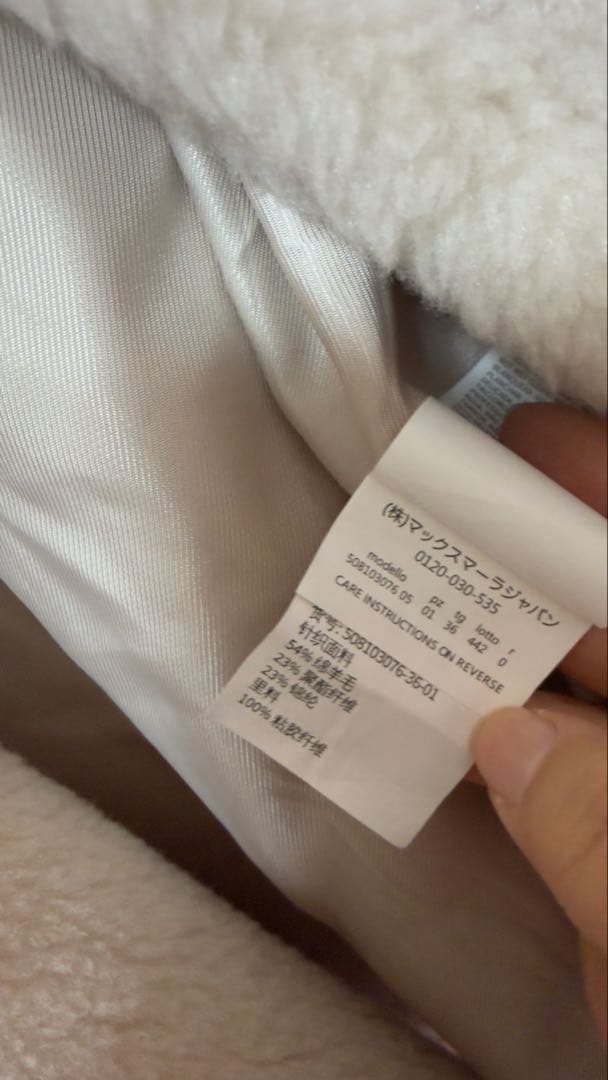 (株)マックスマーラジャパン
0120-030-535
modello pz tg lotto r
508103076 05 01 36 442 0
CARE INSTRUCTIONS ON REVERSE
货号: 508103076-36-01
针织面料
54% 绵羊毛
23% 聚酯纤维
23% 锦纶
里料
100% 粘胶纤维